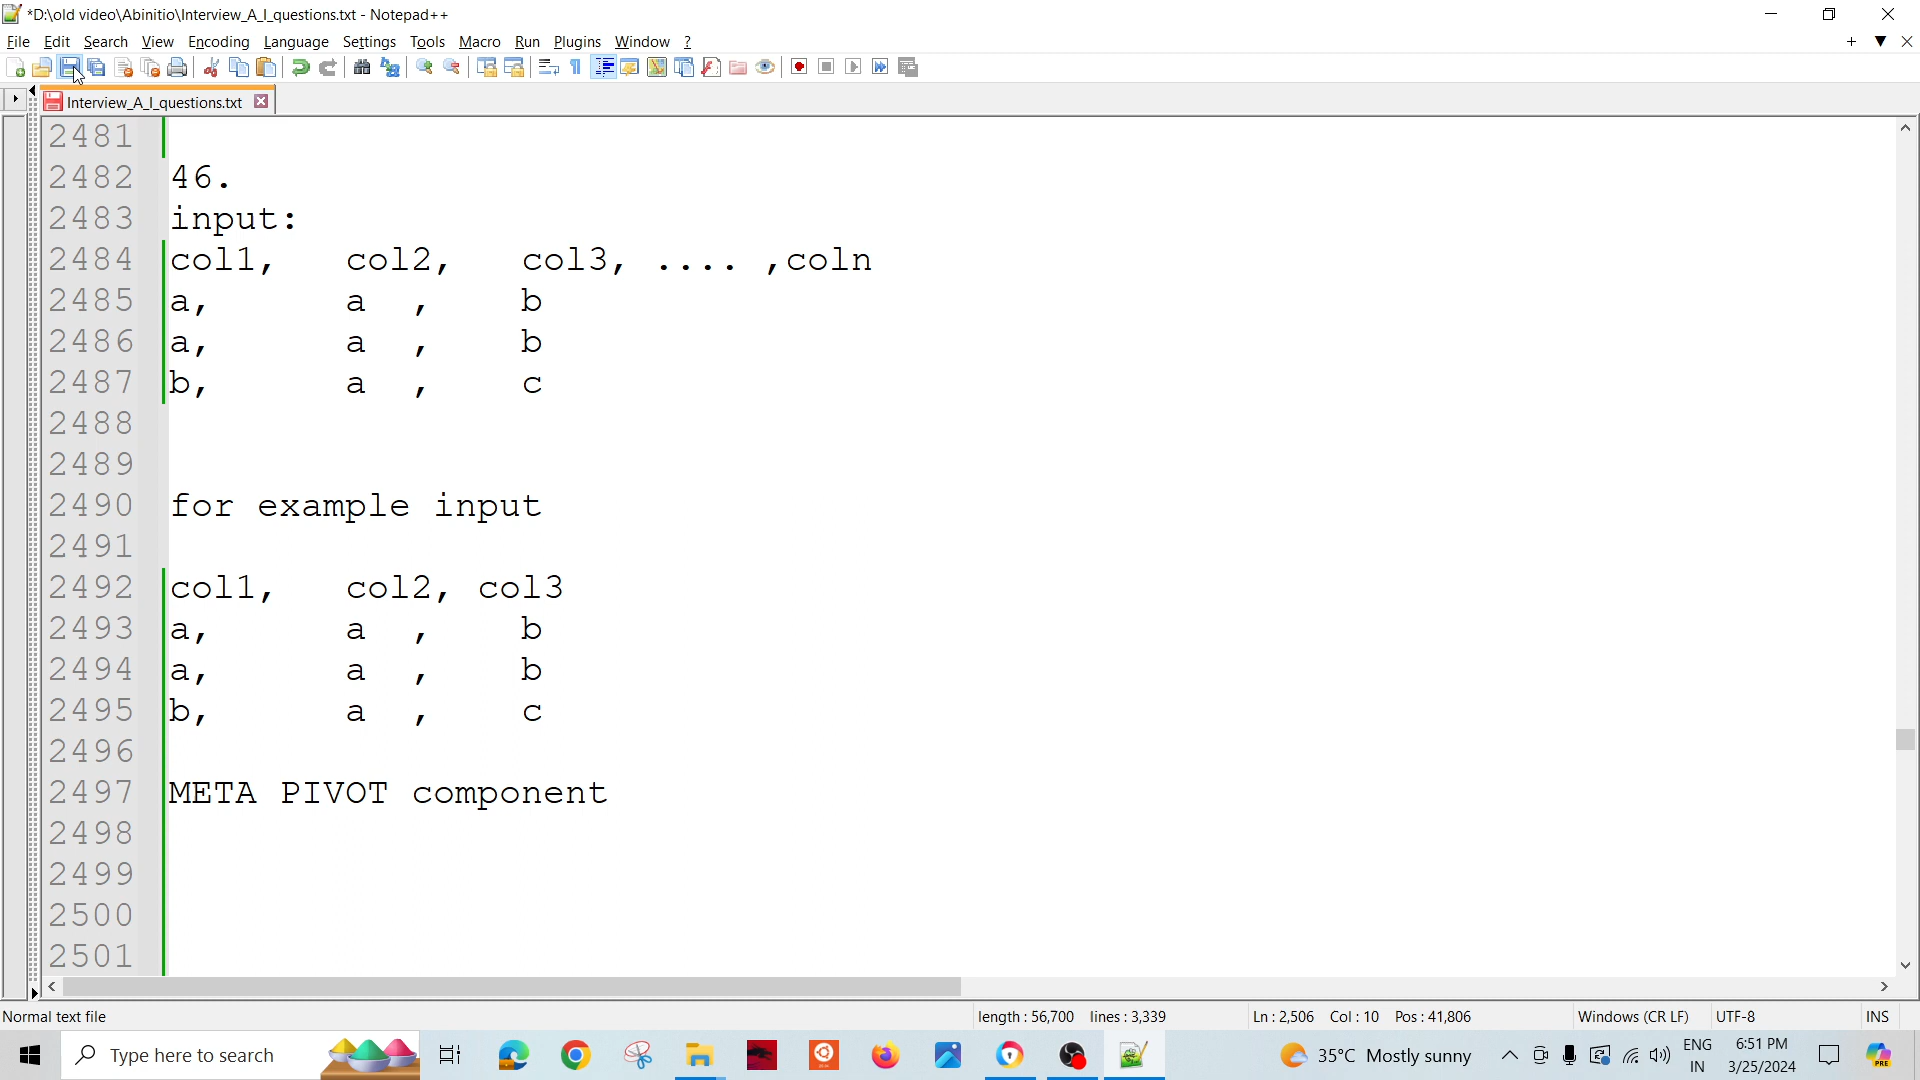 *D:\old video\Abinitio\Interview_A_I_questions.txt - Notepad++
File Edit Search View Encoding Language Settings Tools Macro Run Plugins Window ?
Interview_A_I_questions.txt
2481
2482 46.
2483 input:
2484 col1, col2, col3, .... ,coln
2485 a, a , b
2486 a, a , b
2487 b, a , c
2488
2489
2490 for example input
2491
2492 col1, col2, col3
2493 a, a , b
2494 a, a , b
2495 b, a , c
2496
2497 META PIVOT component
2498
2499
2500
2501
Normal text file length : 56,700 lines : 3,339 Ln : 2,506 Col : 10 Pos : 41,806 Windows (CR LF) UTF-8 INS
Type here to search 35°C Mostly sunny ENG 6:51 PM
IN 3/25/2024
PRE